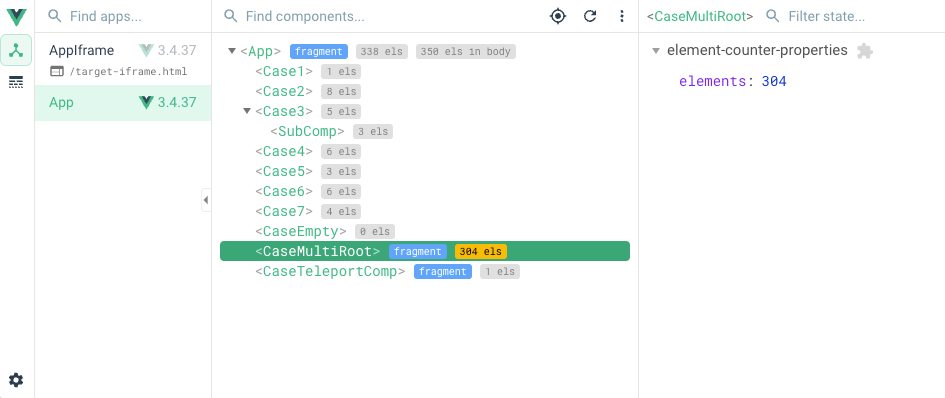 Find apps...
AppIframe 3.4.37
/target-iframe.html
App 3.4.37
Find components...
<App> fragment 338 els 350 els in body
<Case1> 1 els
<Case2> 8 els
<Case3> 5 els
<SubComp> 3 els
<Case4> 6 els
<Case5> 3 els
<Case6> 6 els
<Case7> 4 els
<CaseEmpty> 0 els
<CaseMultiRoot> fragment 304 els
<CaseTeleportComp> fragment 1 els
<CaseMultiRoot> Filter state...
element-counter-properties
elements: 304